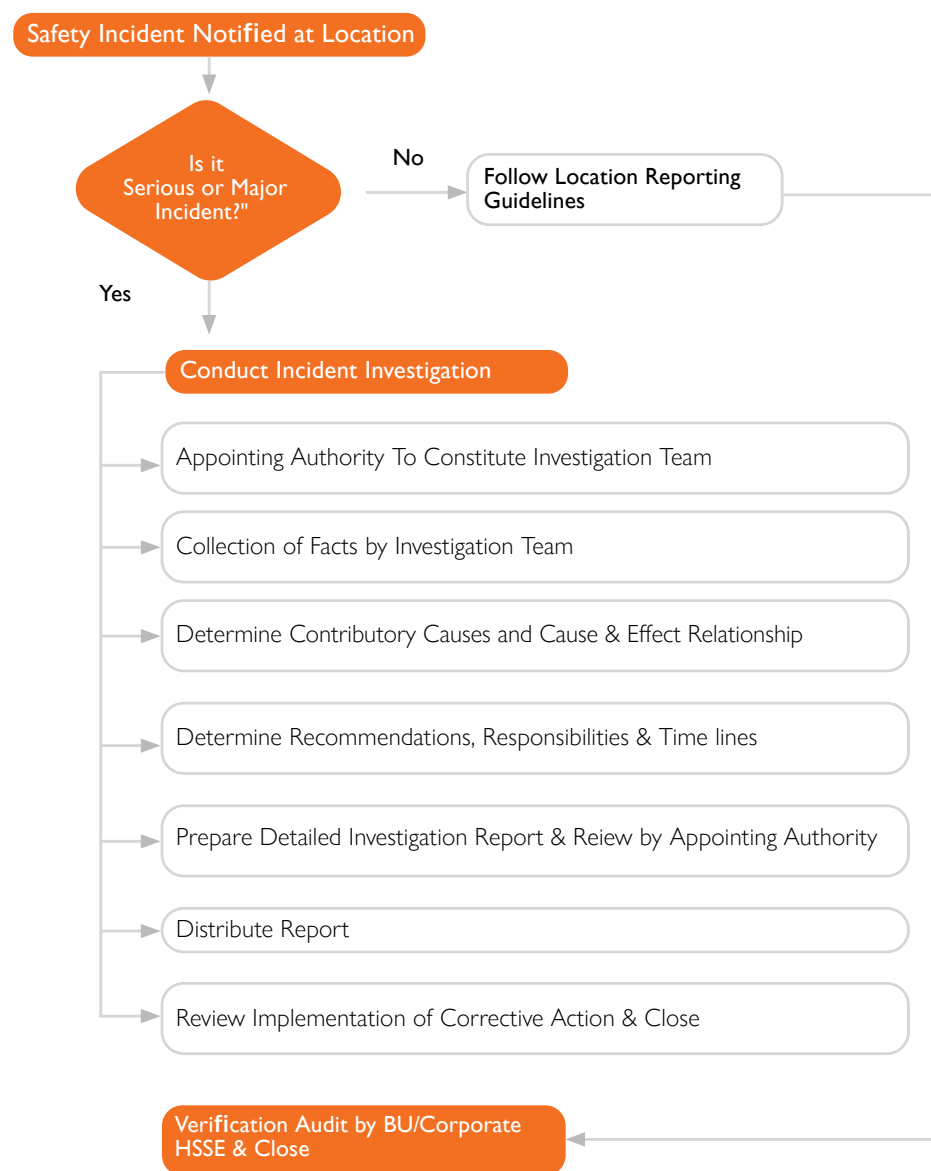 Safety Incident Notified at Location
Is it
Serious or Major
Incident?"
No
Follow Location Reporting
Guidelines
Yes
Conduct Incident Investigation
Appointing Authority To Constitute Investigation Team
Collection of Facts by Investigation Team
Determine Contributory Causes and Cause & Effect Relationship
Determine Recommendations, Responsibilities & Time lines
Prepare Detailed Investigation Report & Reiew by Appointing Authority
Distribute Report
Review Implementation of Corrective Action & Close
Verification Audit by BU/Corporate
HSSE & Close